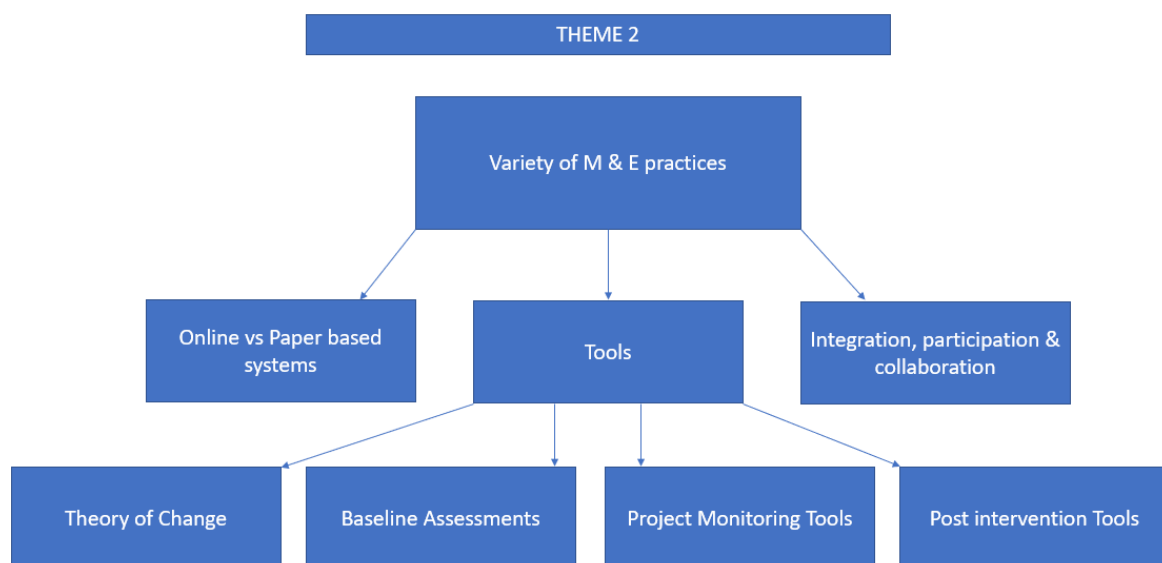 THEME 2
Variety of M & E practices
Online vs Paper based
systems
Tools
Integration, participation &
collaboration
Theory of Change
Baseline Assessments
Project Monitoring Tools
Post intervention Tools